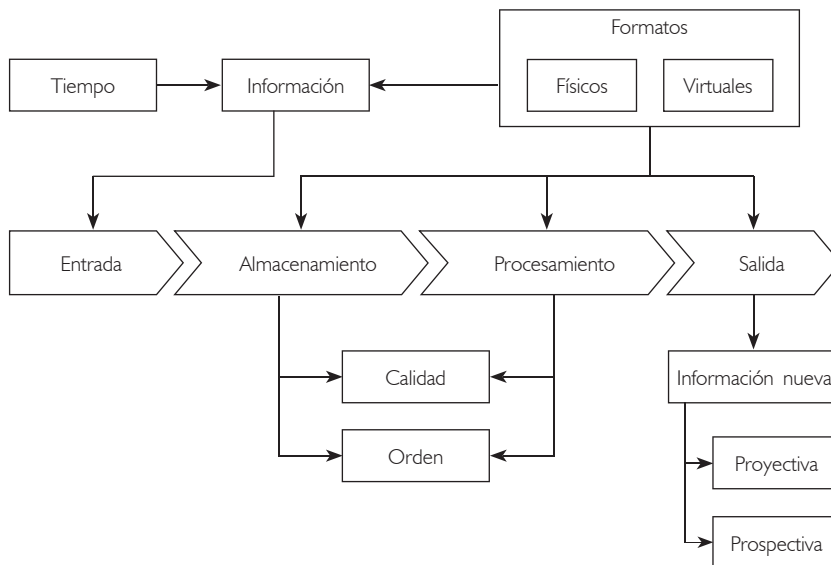 Formatos
Tiempo
Información
Físicos
Virtuales
Entrada
Almacenamiento
Procesamiento
Salida
Calidad
Información nueva
Orden
Proyectiva
Prospectiva